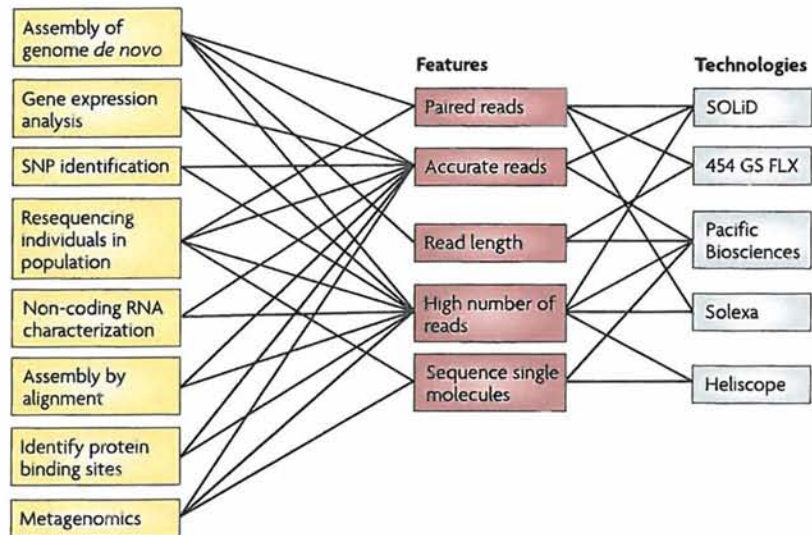 Assembly of
genome de novo
Gene expression
analysis
SNP identification
Resequencing
individuals in
population
Non-coding RNA
characterization
Assembly by
alignment
Identify protein
binding sites
Metagenomics
Features
Paired reads
Accurate reads
Read length
High number of
reads
Sequence single
molecules
Technologies
SOLiD
454 GS FLX
Pacific
Biosciences
Solexa
Heliscope